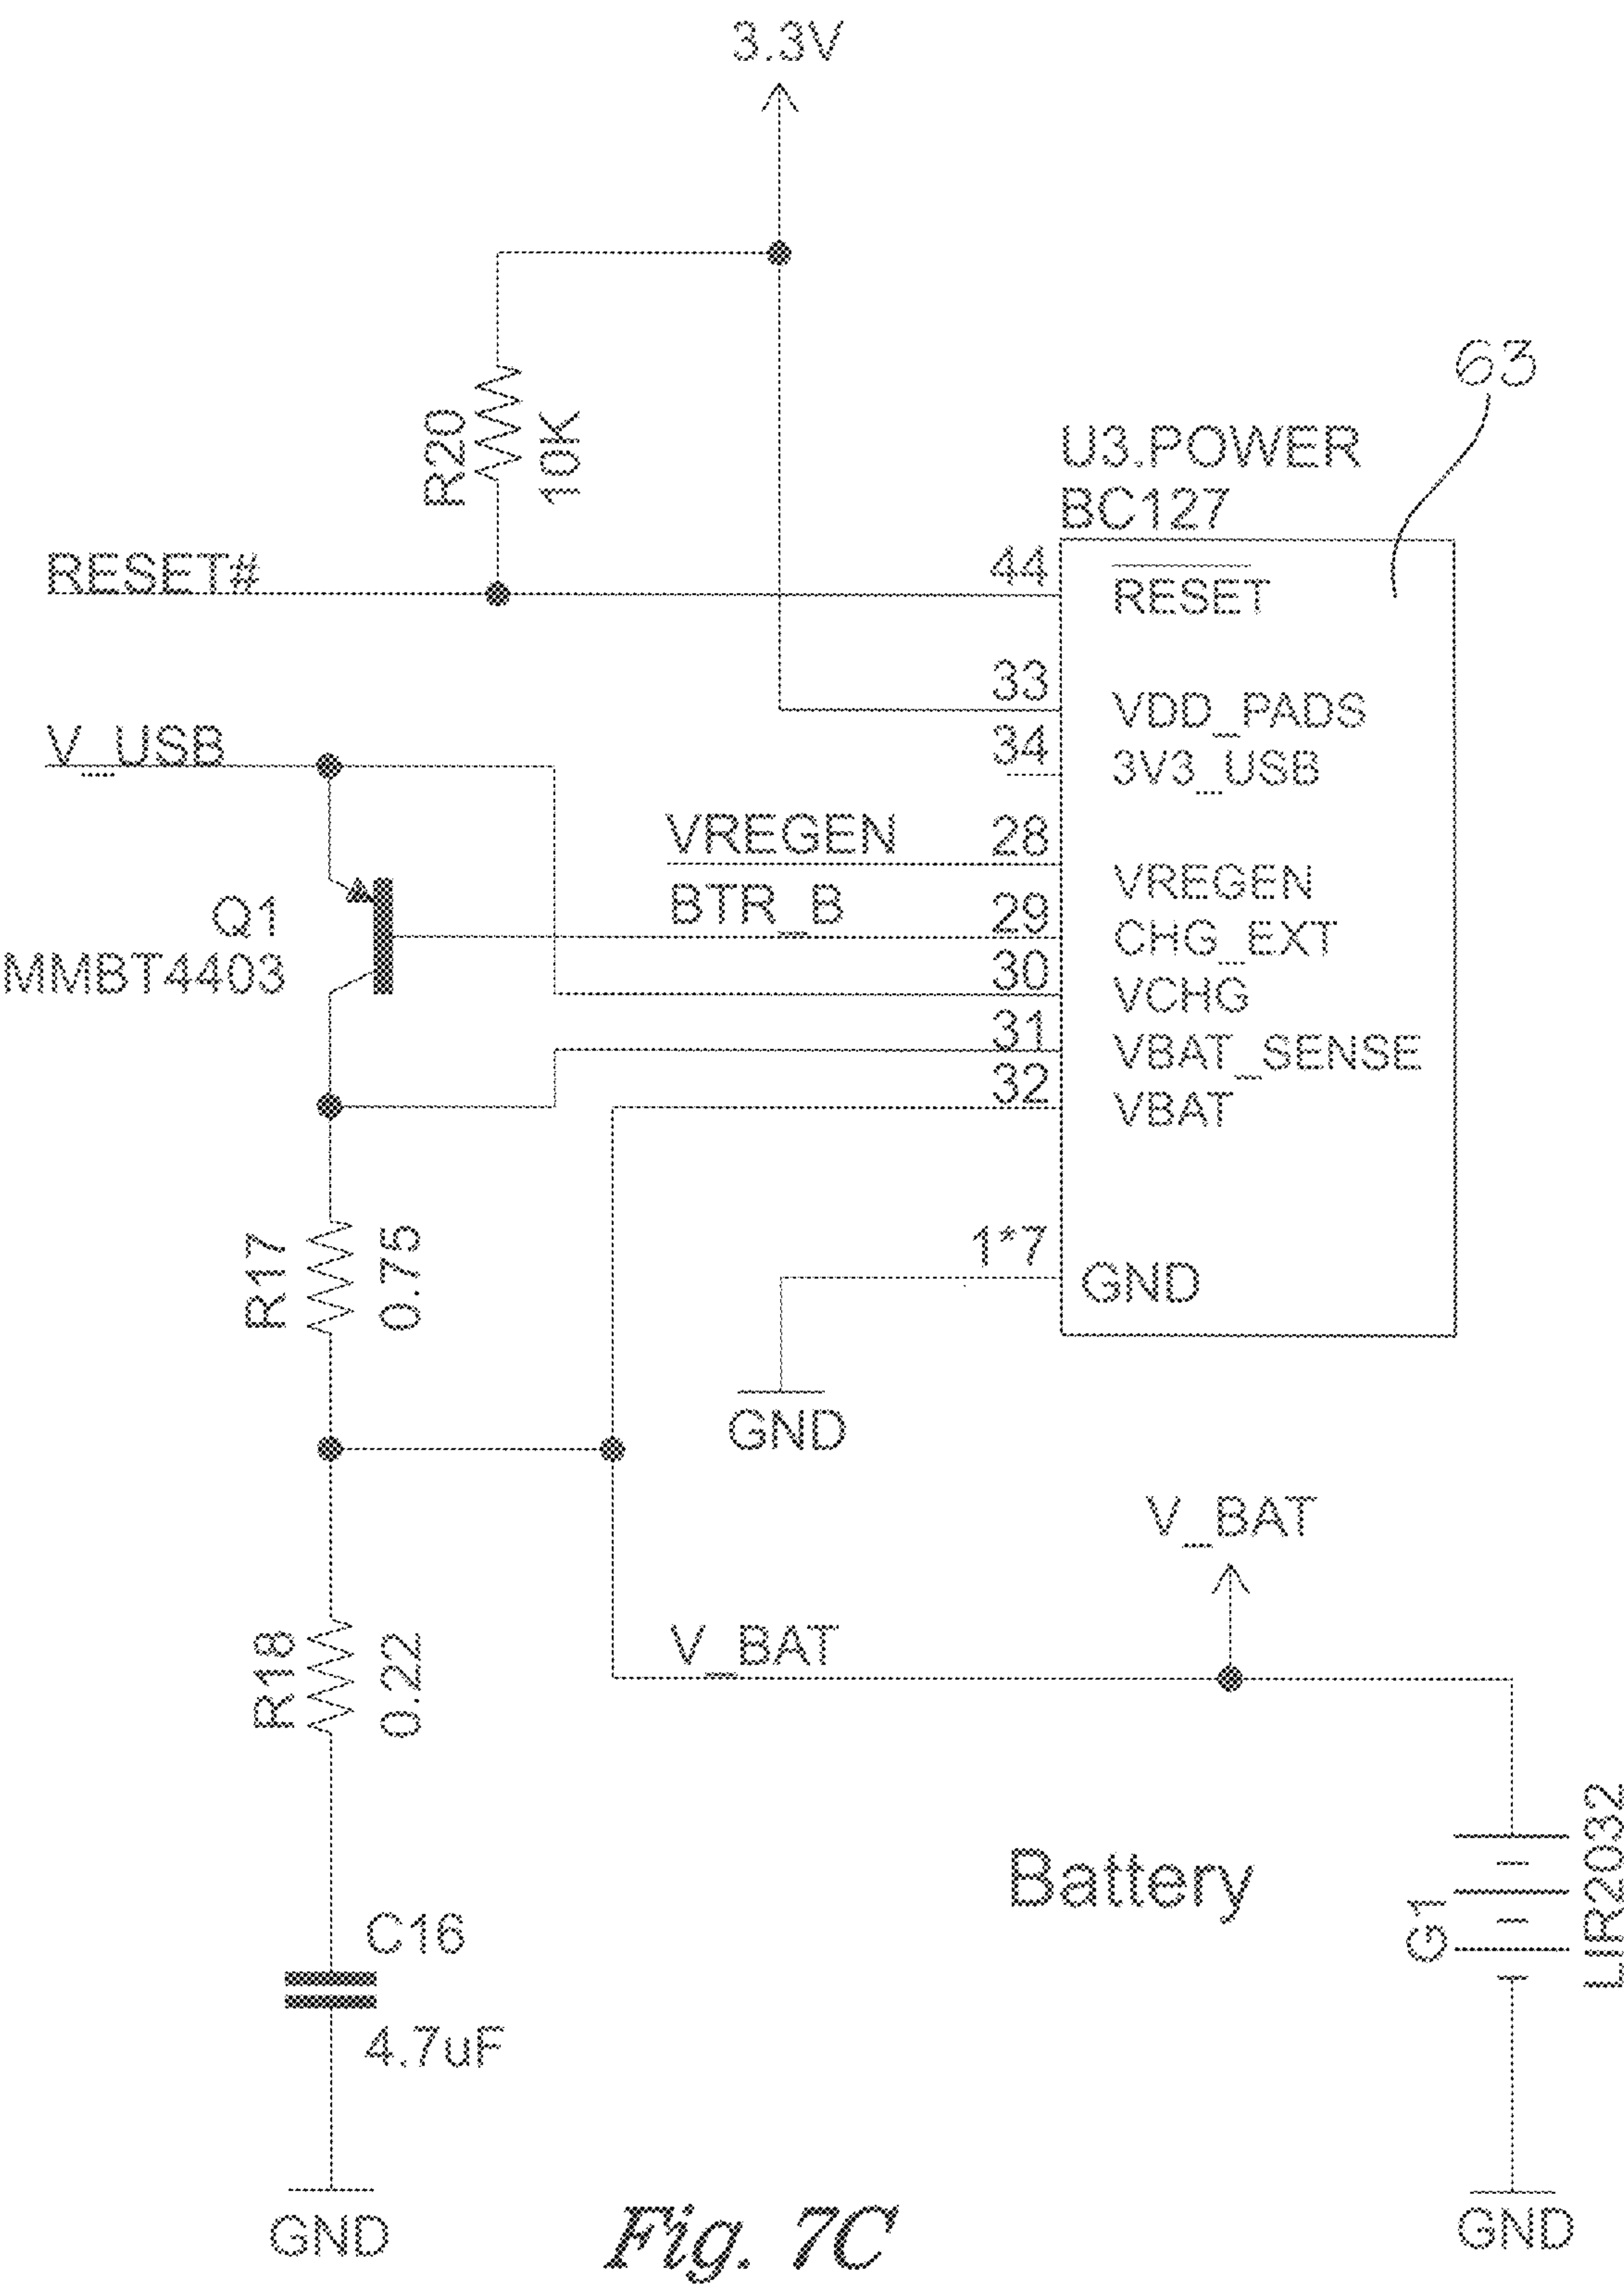 3.3V
63
R20
10K
U3.POWER
BC127
RESET#
44
RESET
33
VDD_PADS
V_USB
34
3V3_USB
VREGEN
28
VREGEN
Q1
MMBT4403
BTR_B
29
CHG_EXT
30
VCHG
31
VBAT_SENSE
32
VBAT
R17
0.75
1*7
GND
GND
V_BAT
R18
0.22
V_BAT
Battery
G1
LIR2032
C16
4.7uF
GND
GND
Fig. 7C